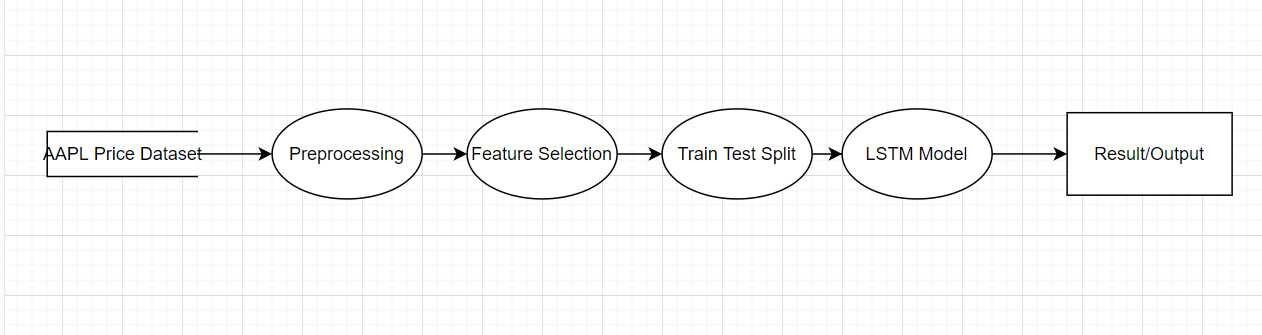 AAPL Price Dataset
Preprocessing
Feature Selection
Train Test Split
LSTM Model
Result/Output